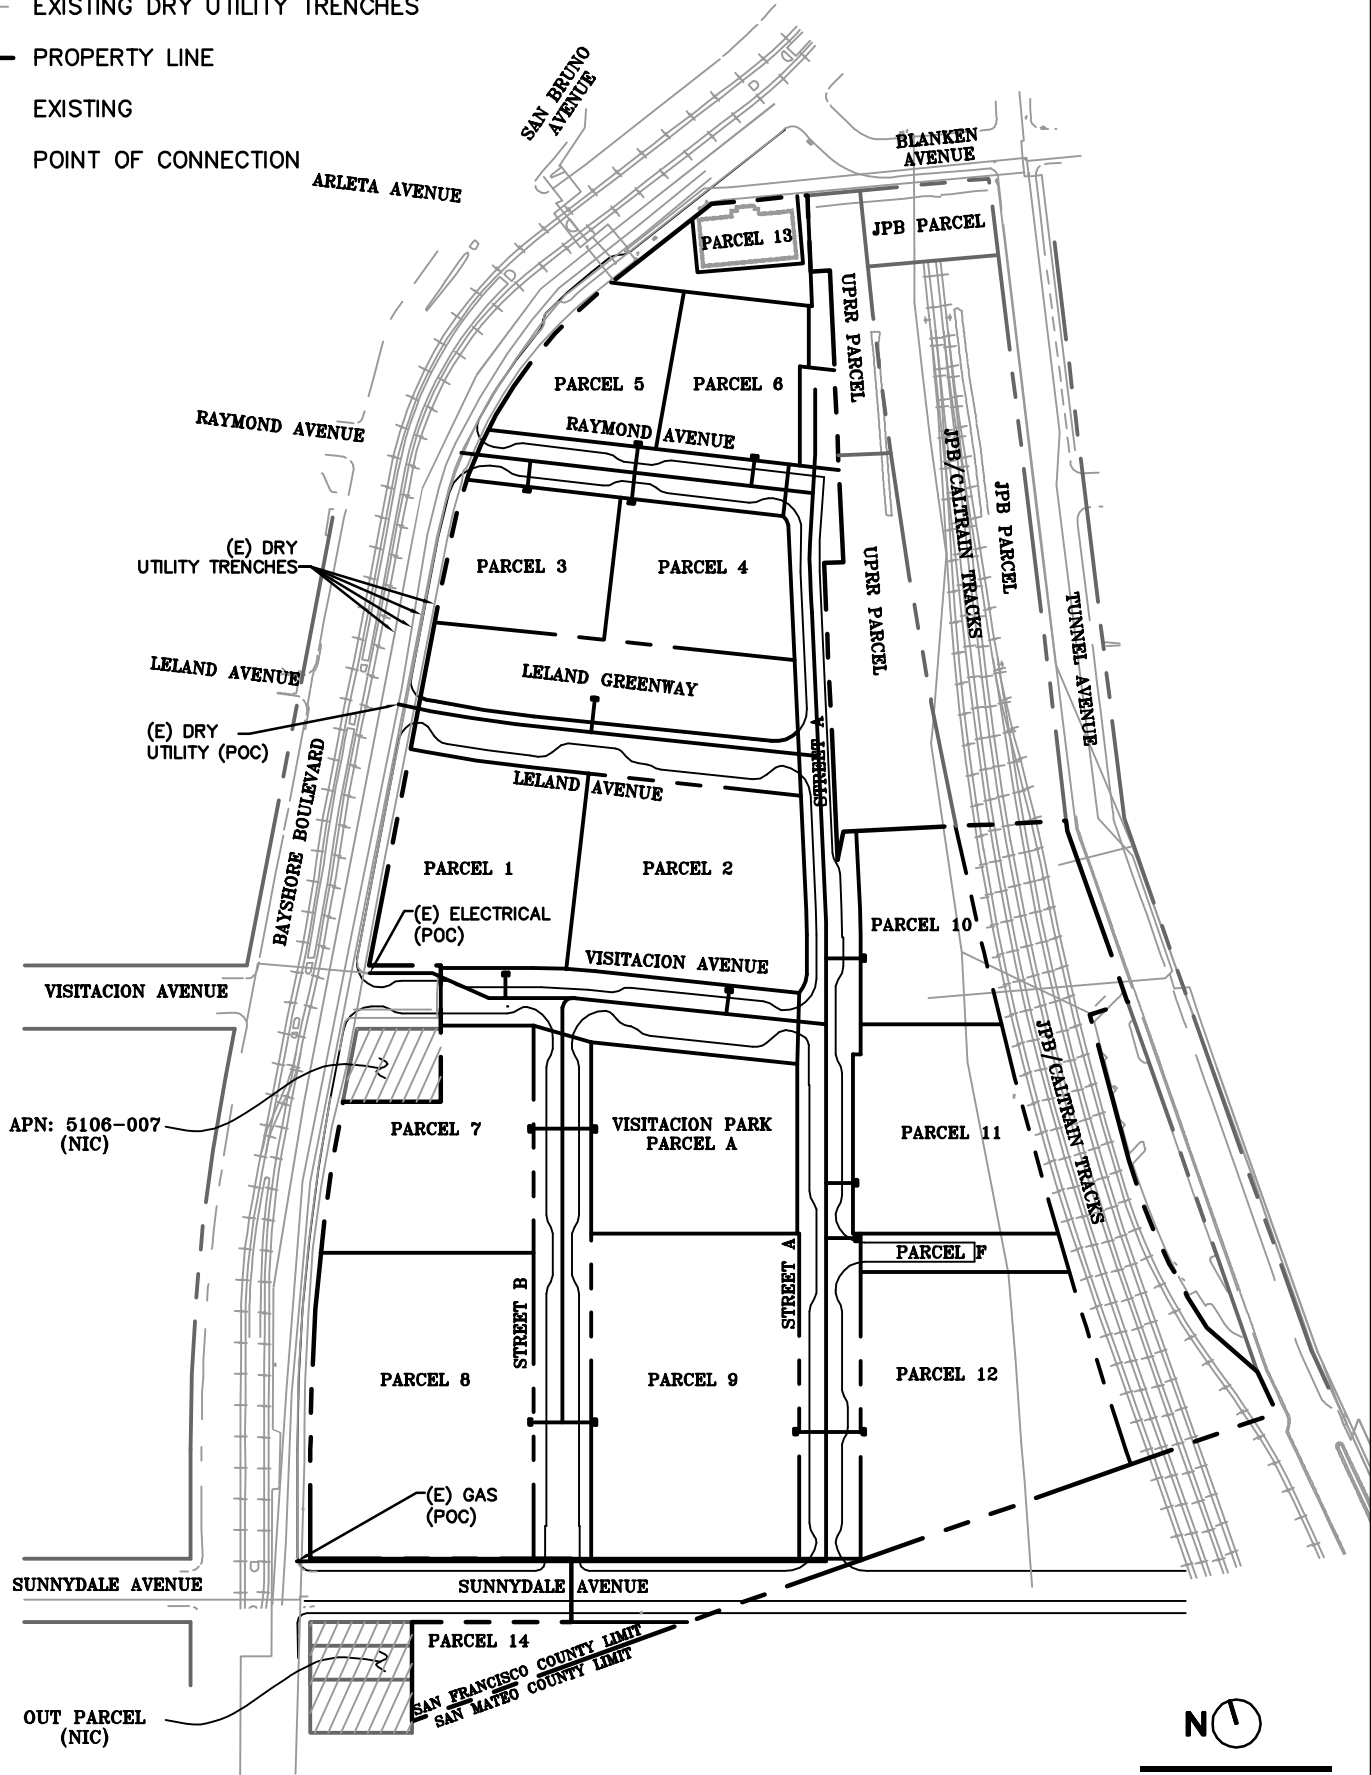 EXISTING DRY UTILITY TRENCHES
PROPERTY LINE
EXISTING
POINT OF CONNECTION
SAN BRUNO
AVENUE
BLANKEN
AVENUE
ARLETA AVENUE
JPB PARCEL
PARCEL 13
UPRR PARCEL
PARCEL 5
PARCEL 6
RAYMOND AVENUE
RAYMOND AVENUE
JPB/CALTRAIN TRACKS
JPB PARCEL
(E) DRY
UTILITY TRENCHES
PARCEL 3
PARCEL 4
UPRR PARCEL
TUNNEL AVENUE
LELAND AVENUE
LELAND GREENWAY
(E) DRY
UTILITY (POC)
STREET A
BAYSHORE BOULEVARD
LELAND AVENUE
PARCEL 1
PARCEL 2
(E) ELECTRICAL
(POC)
PARCEL 10
VISITACION AVENUE
VISITACION AVENUE
JPB/CALTRAIN TRACKS
APN: 5106-007
(NIC)
PARCEL 7
VISITACION PARK
PARCEL A
PARCEL 11
PARCEL F
STREET A
STREET B
PARCEL 8
PARCEL 9
PARCEL 12
(E) GAS
(POC)
SUNNYDALE AVENUE
SUNNYDALE AVENUE
PARCEL 14
SAN FRANCISCO COUNTY LIMIT
SAN MATEO COUNTY LIMIT
OUT PARCEL
(NIC)
N